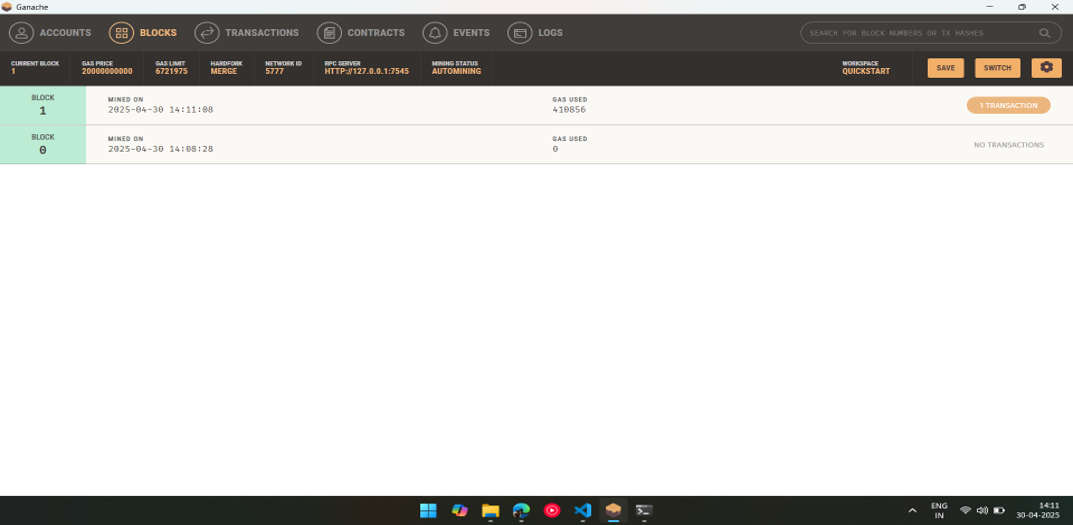 Ganache
ACCOUNTS BLOCKS TRANSACTIONS CONTRACTS EVENTS LOGS SEARCH FOR BLOCK NUMBERS OR TX HASHES
CURRENT BLOCK GAS PRICE GAS LIMIT HARDFORK NETWORK ID RPC SERVER MINING STATUS WORKSPACE
1 20000000000 6721975 MERGE 5777 HTTP://127.0.0.1:7545 AUTOMINING QUICKSTART SAVE SWITCH
BLOCK MINED ON GAS USED
1 2025-04-30 14:11:08 410856 1 TRANSACTION
BLOCK MINED ON GAS USED
0 2025-04-30 14:08:28 0 NO TRANSACTIONS
ENG 14:11
IN 30-04-2025